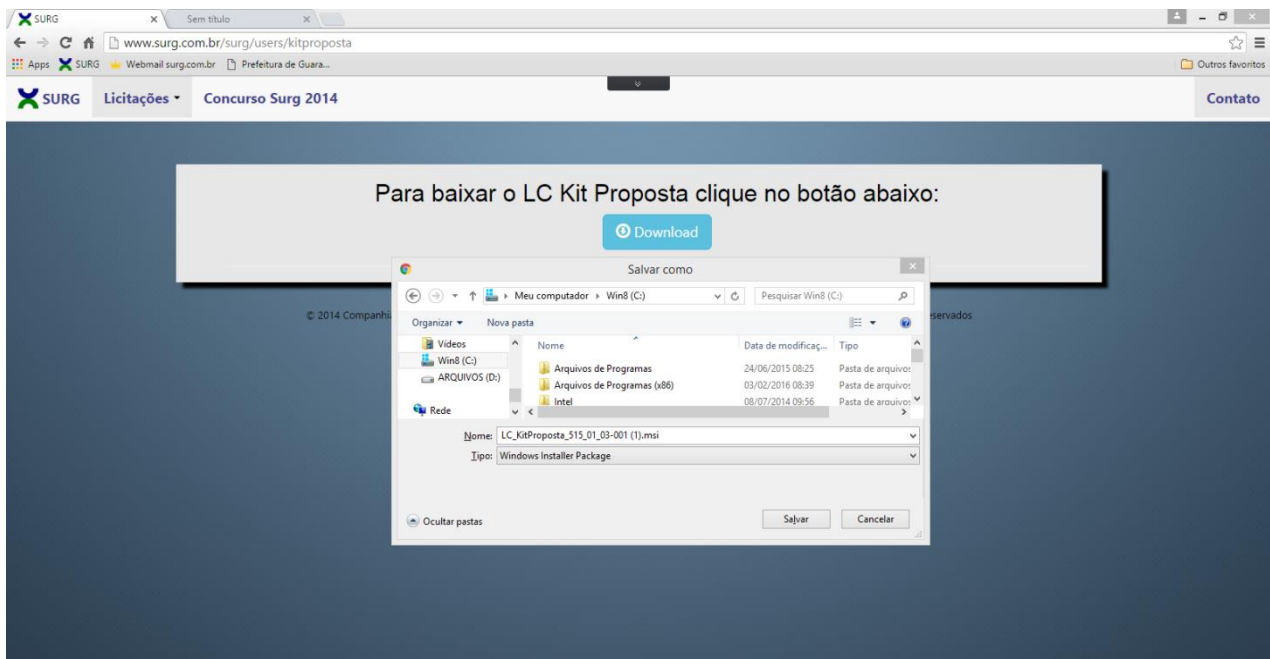 SURG Sem título
www.surg.com.br/surg/users/kitproposta
Apps SURG Webmail surg.com.br Prefeitura de Guara... Outros favoritos
SURG Licitações Concurso Surg 2014 Contato
Para baixar o LC Kit Proposta clique no botão abaixo:
Download
Salvar como
Meu computador Win8 (C:) Pesquisar Win8 (C:)
© 2014 Companhi servados
Organizar Nova pasta
Vídeos Nome Data de modificaç... Tipo
Win8 (C:) Arquivos de Programas 24/06/2015 08:25 Pasta de arquivos
ARQUIVOS (D:) Arquivos de Programas (x86) 03/02/2016 08:39 Pasta de arquivos
Rede Intel 08/07/2014 09:56 Pasta de arquivos
Nome: LC_KitProposta_515_01_03-001 (1).msi
Tipo: Windows Installer Package
Ocultar pastas Salvar Cancelar